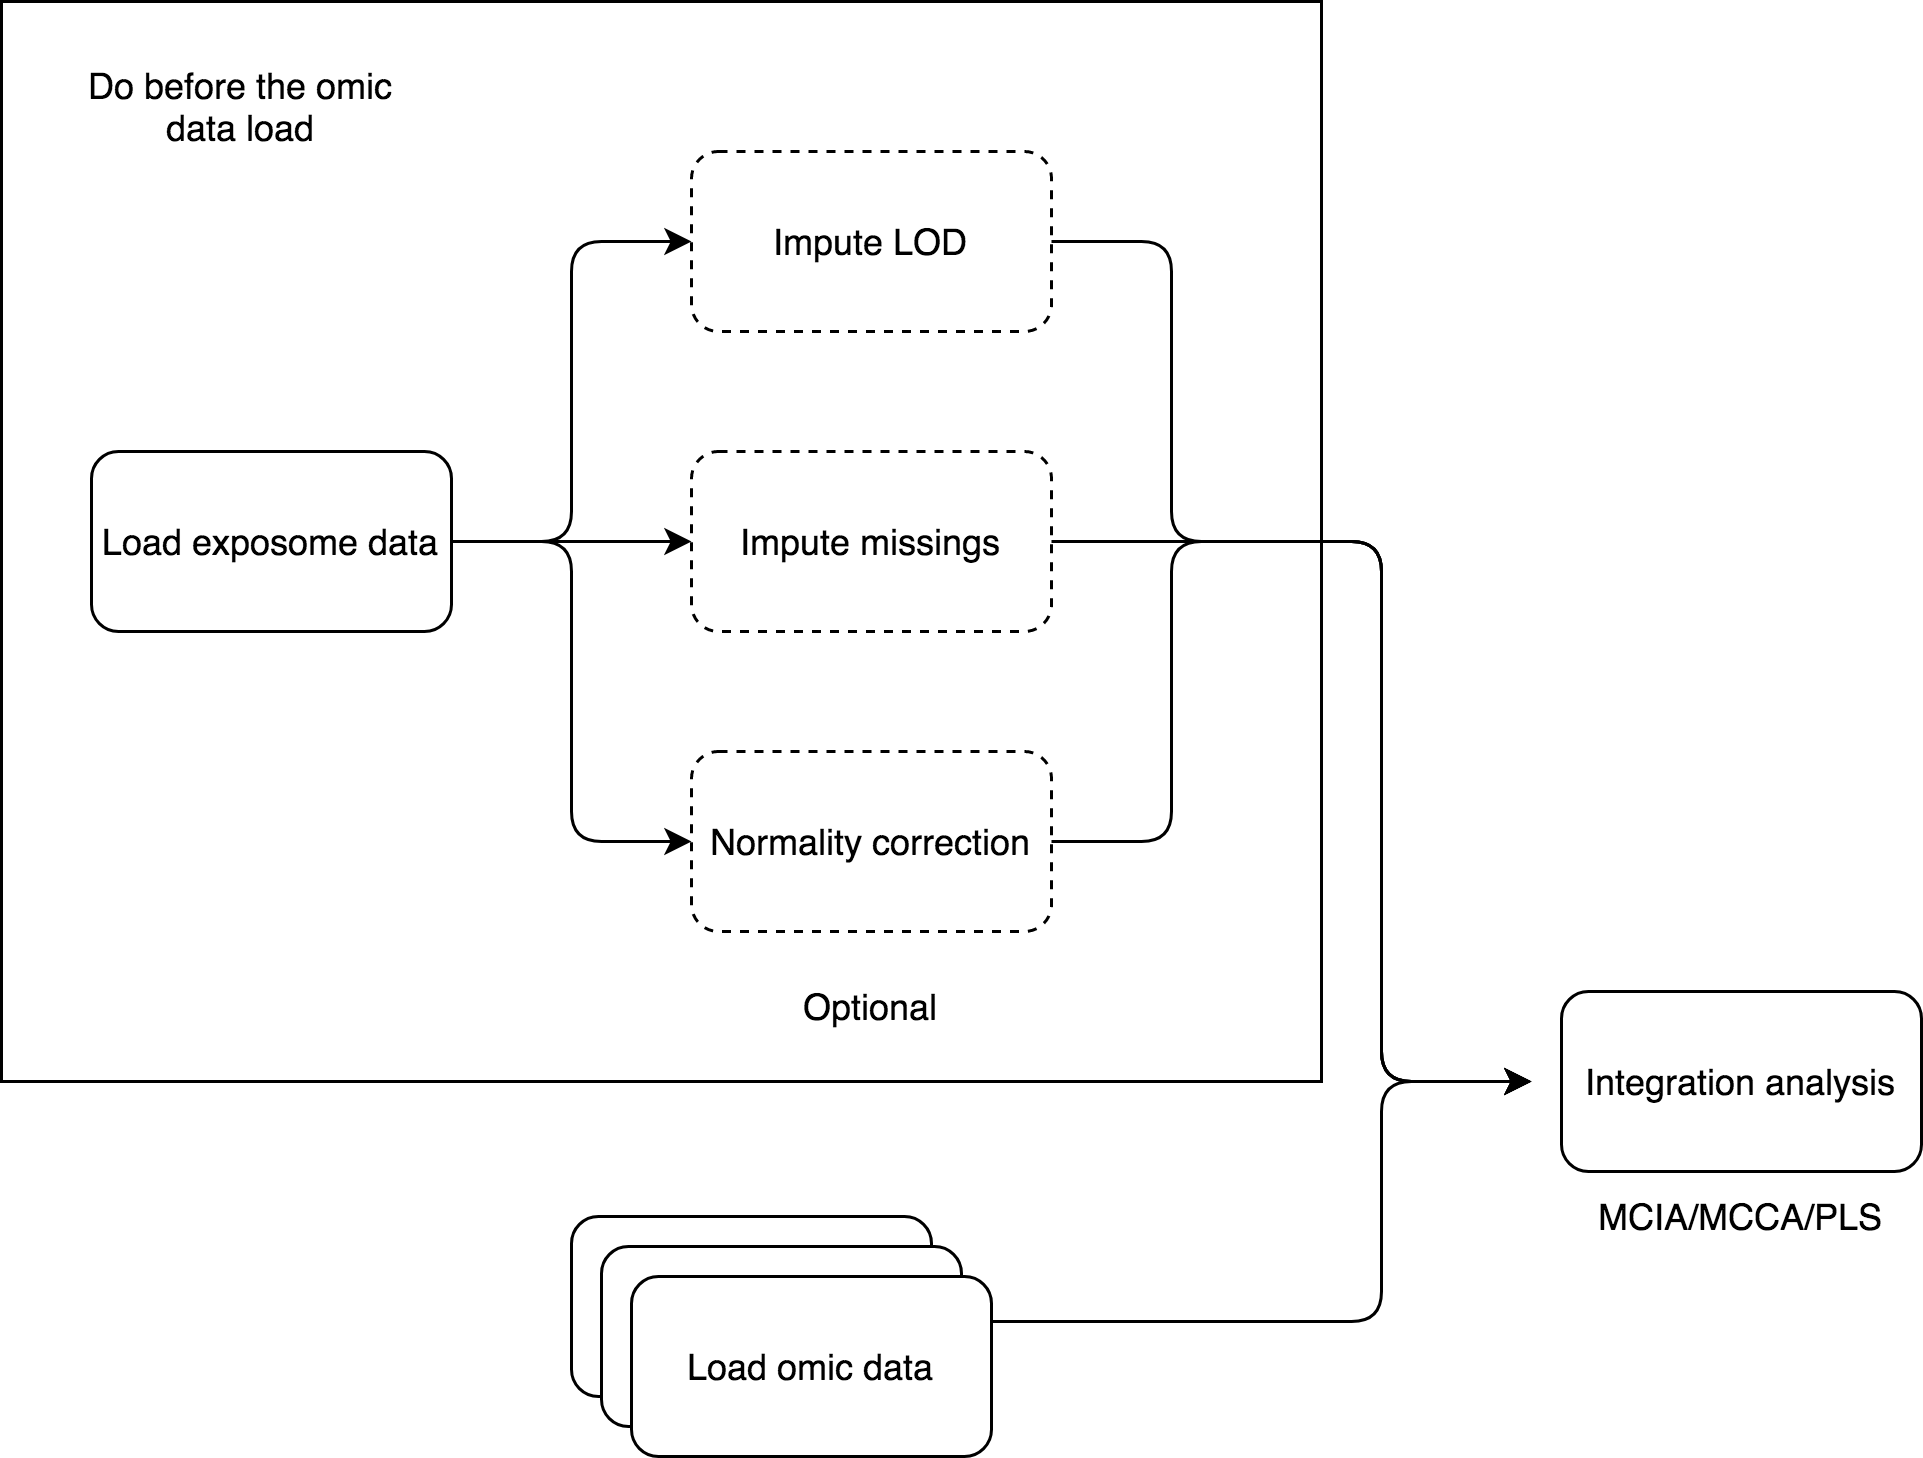 Do before the omic
data load
Impute LOD
Load exposome data
Impute missings
Normality correction
Optional
Integration analysis
MCIA/MCCA/PLS
Load omic data